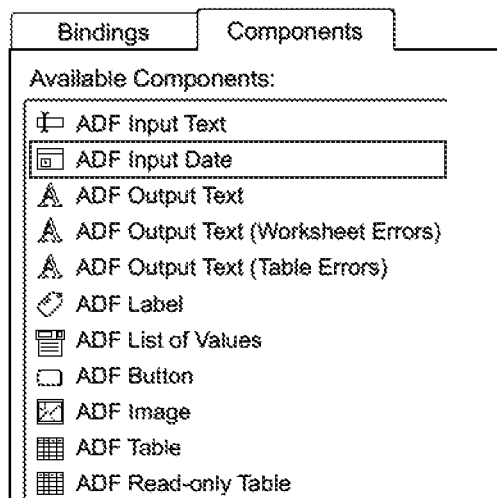 Bindings Components
Available Components:
ADF Input Text
ADF Input Date
ADF Output Text
ADF Output Text (Worksheet Errors)
ADF Output Text (Table Errors)
ADF Label
ADF List of Values
ADF Button
ADF Image
ADF Table
ADF Read-only Table